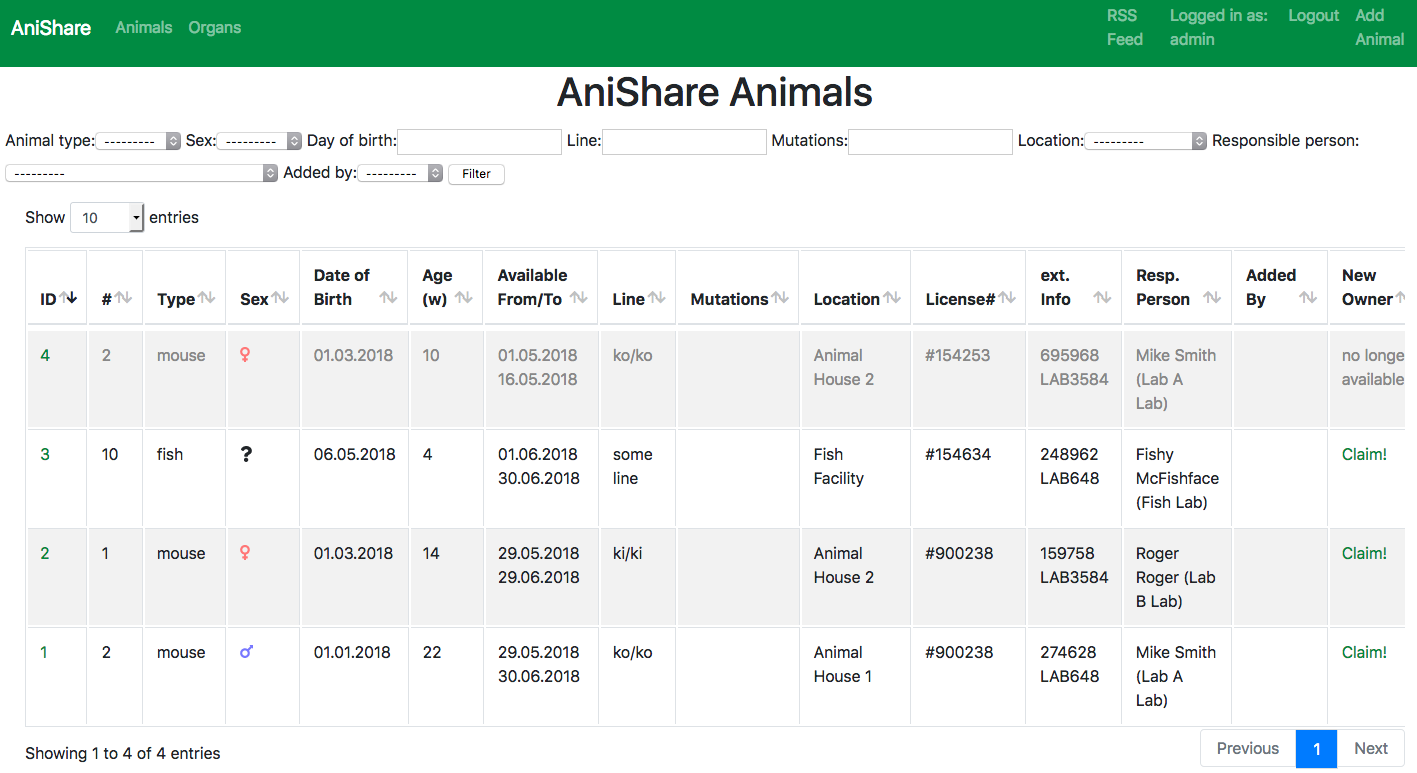 AniShare Animals Organs RSS Feed Logged in as: admin Logout Add Animal
AniShare Animals
Animal type: --------- Sex: --------- Day of birth: Line: Mutations: Location: --------- Responsible person:
--------- Added by: --------- Filter
Show 10 entries
ID # Type Sex Date of Birth Age (w) Available From/To Line Mutations Location License# ext. Info Resp. Person Added By New Owner
4 2 mouse ♀ 01.03.2018 10 01.05.2018 16.05.2018 ko/ko Animal House 2 #154253 695968 LAB3584 Mike Smith (Lab A Lab) no longe available
3 10 fish ? 06.05.2018 4 01.06.2018 30.06.2018 some line Fish Facility #154634 248962 LAB648 Fishy McFishface (Fish Lab) Claim!
2 1 mouse ♀ 01.03.2018 14 29.05.2018 29.06.2018 ki/ki Animal House 2 #900238 159758 LAB3584 Roger Roger (Lab B Lab) Claim!
1 2 mouse ♂ 01.01.2018 22 29.05.2018 30.06.2018 ko/ko Animal House 1 #900238 274628 LAB648 Mike Smith (Lab A Lab) Claim!
Showing 1 to 4 of 4 entries Previous 1 Next